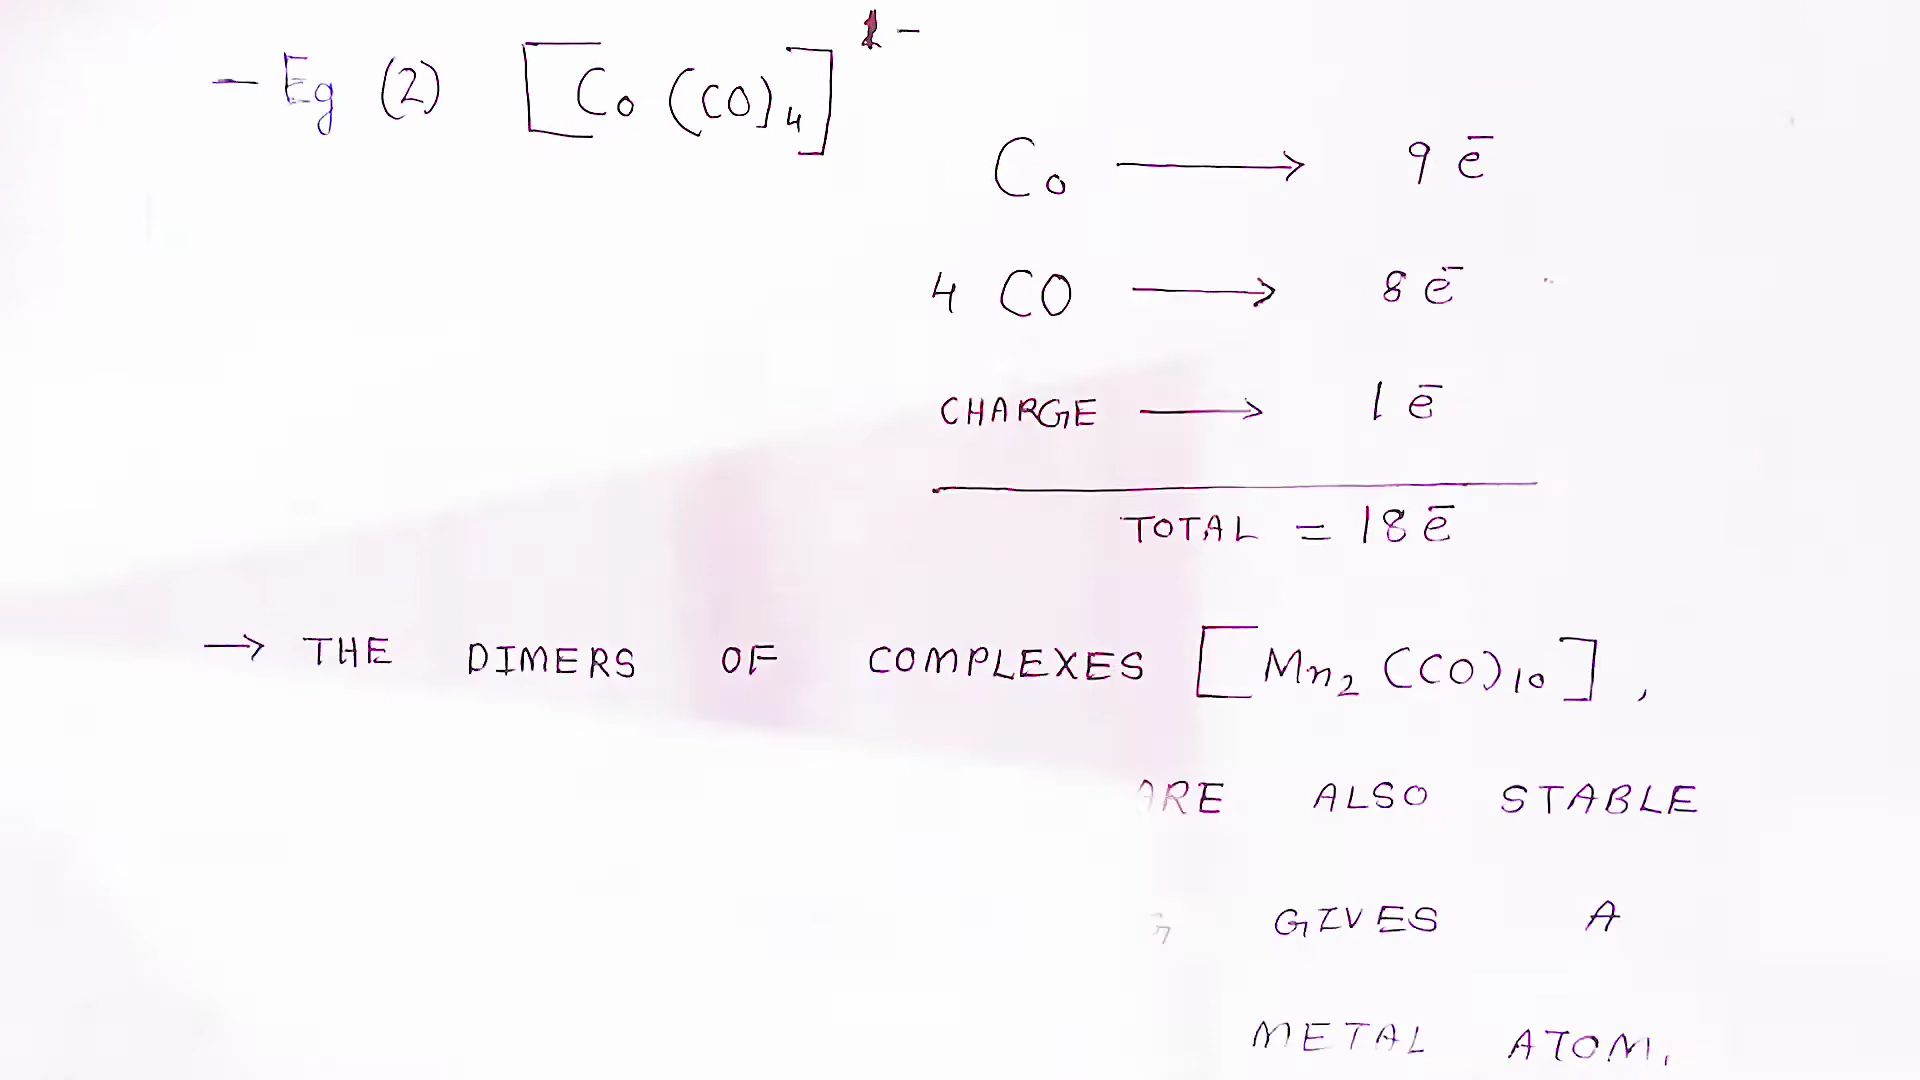 - Eg (2) [Co (CO)4]1-
Co ⟶ 9 e̅
4 CO ⟶ 8 e̅
CHARGE ⟶ 1 e̅
TOTAL = 18 e̅
→ THE DIMERS OF COMPLEXES [Mn2 (CO)10],
ARE ALSO STABLE
GIVES A
METAL ATOM.